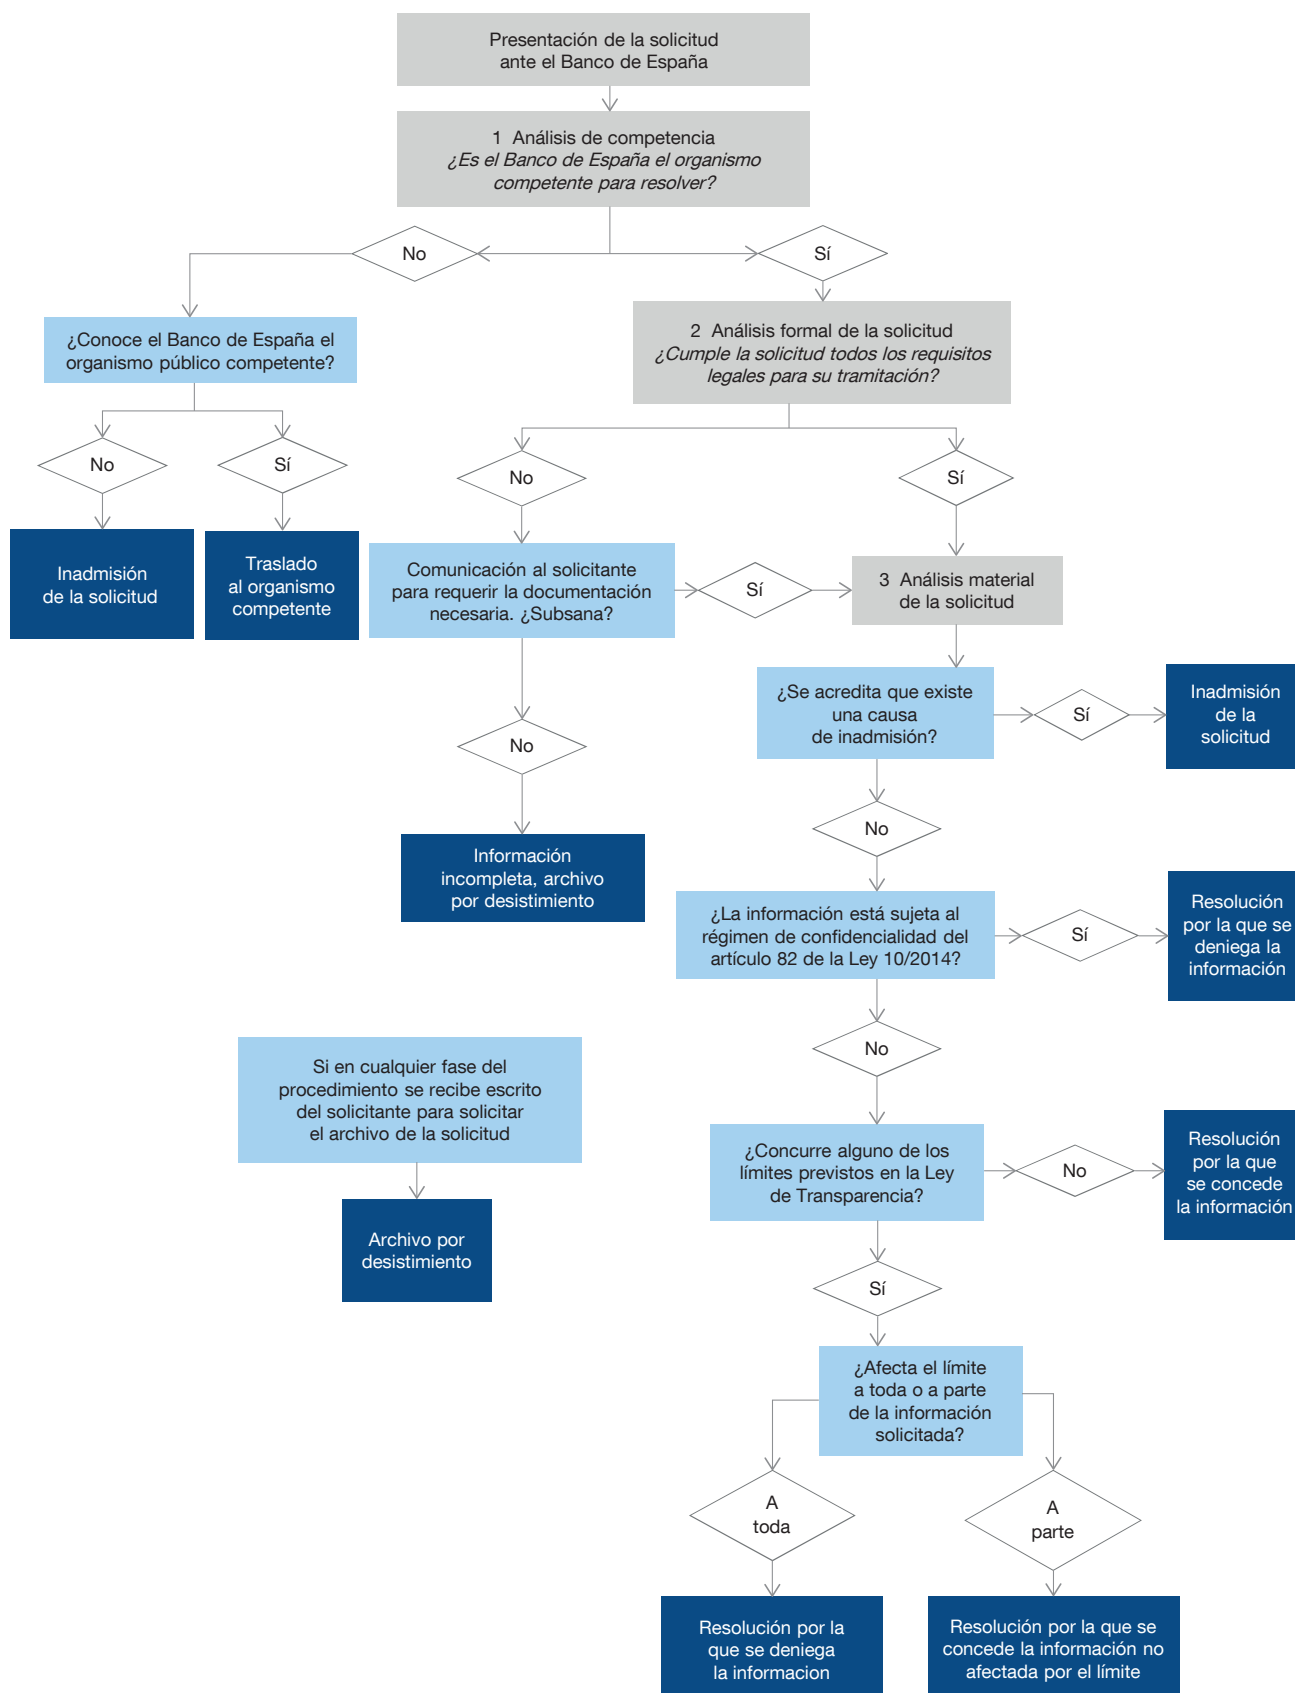 Presentación de la solicitud
ante el Banco de España
1 Análisis de competencia
¿Es el Banco de España el organismo
competente para resolver?
No
Sí
¿Conoce el Banco de España el
organismo público competente?
2 Análisis formal de la solicitud
¿Cumple la solicitud todos los requisitos
legales para su tramitación?
No
Sí
No
Sí
Inadmisión
de la solicitud
Traslado
al organismo
competente
Comunicación al solicitante
para requerir la documentación
necesaria. ¿Subsana?
Sí
3 Análisis material
de la solicitud
¿Se acredita que existe
una causa
de inadmisión?
Sí
Inadmisión
de la
solicitud
No
No
Información
incompleta, archivo
por desistimiento
¿La información está sujeta al
régimen de confidencialidad del
artículo 82 de la Ley 10/2014?
Sí
Resolución
por la que se
deniega la
información
No
Si en cualquier fase del
procedimiento se recibe escrito
del solicitante para solicitar
el archivo de la solicitud
Archivo por
desistimiento
¿Concurre alguno de los
límites previstos en la Ley
de Transparencia?
No
Resolución
por la que
se concede
la información
Sí
¿Afecta el límite
a toda o a parte
de la información
solicitada?
A
toda
A
parte
Resolución por la
que se deniega
la informacion
Resolución por la que se
concede la información no
afectada por el límite